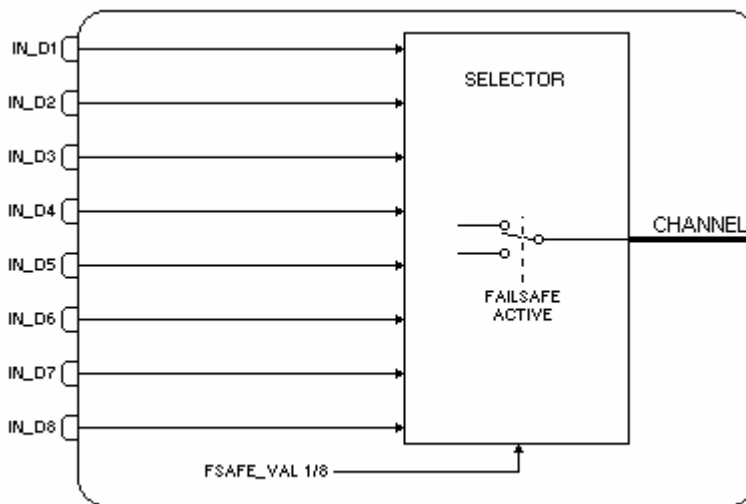 IN_D1
IN_D2
IN_D3
IN_D4
IN_D5
IN_D6
IN_D7
IN_D8
SELECTOR
FAILSAFE
ACTIVE
CHANNEL
FSAFE_VAL 1/8